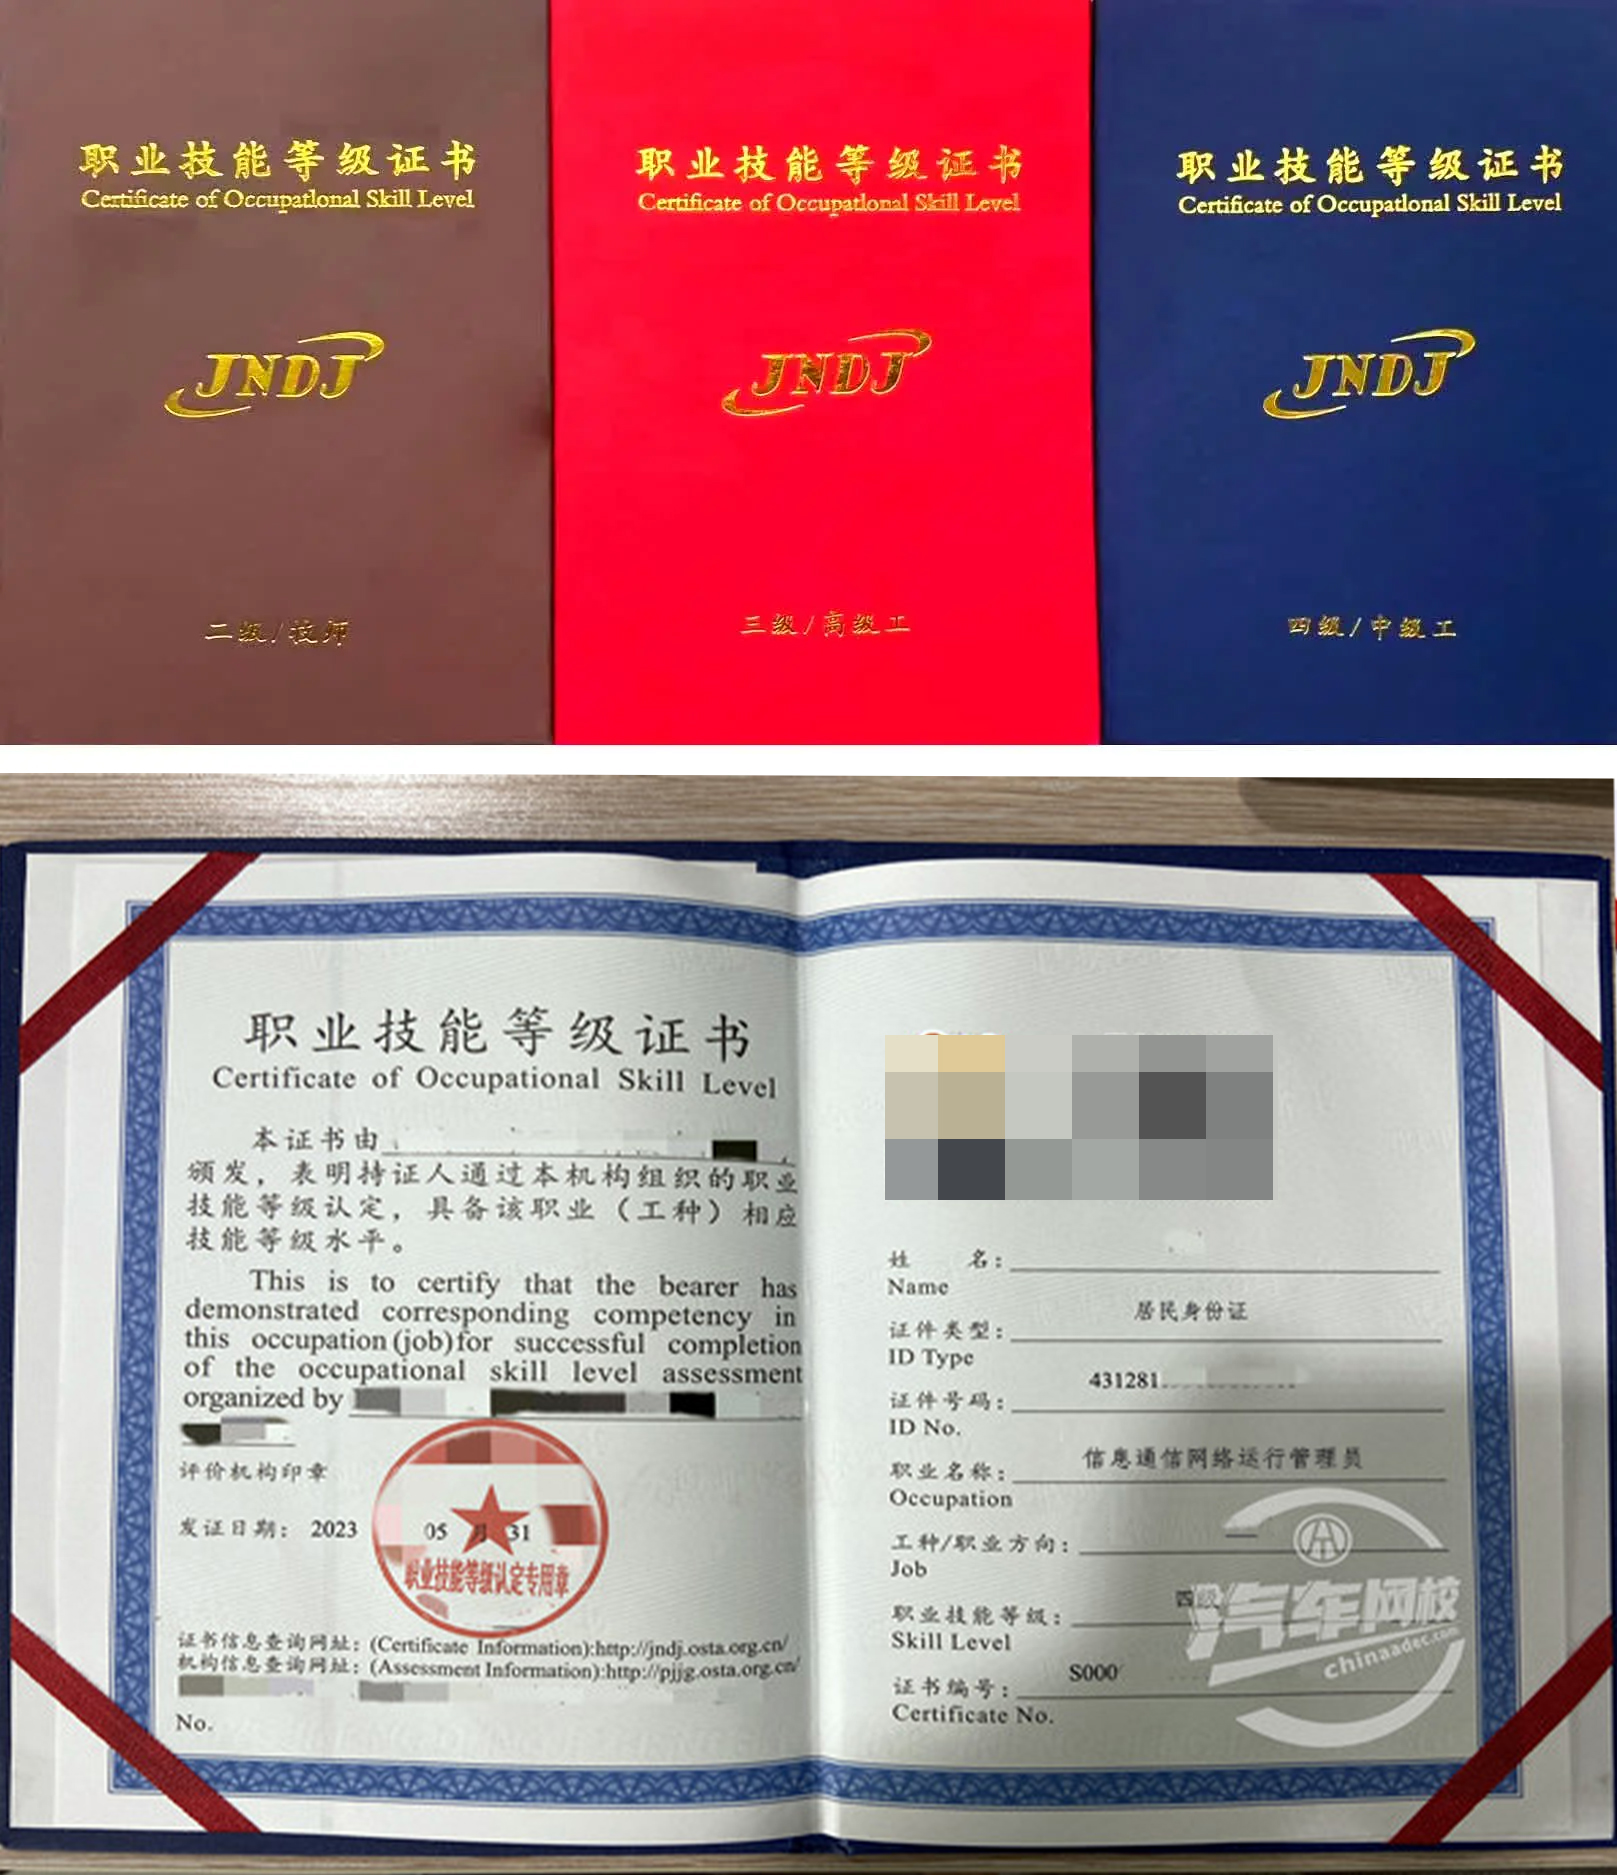 职业技能等级证书
Certificate of Occupational Skill Level
JNDJ
二级/技师
职业技能等级证书
Certificate of Occupational Skill Level
JNDJ
三级/高级工
职业技能等级证书
Certificate of Occupational Skill Level
JNDJ
四级/中级工
职业技能等级证书
Certificate of Occupational Skill Level
本证书由
颁发，表明持证人通过本机构组织的职业
技能等级认定，具备该职业（工种）相应
技能等级水平。
This is to certify that the bearer has
demonstrated corresponding competency in
this occupation(job)for successful completion
of the occupational skill level assessment
organized by
评价机构印章
发证日期： 2023 05 月 31
职业技能等级认定专用章
证书信息查询网址：(Certificate Information):http://jndj.osta.org.cn/
机构信息查询网址：(Assessment Information):http://pjjg.osta.org.cn/
No.
姓 名：
Name
证件类型： 居民身份证
ID Type
证件号码： 431281
ID No.
职业名称： 信息通信网络运行管理员
Occupation
工种/职业方向： —
Job
职业技能等级： 四级
Skill Level
证书编号： S000
Certificate No.
汽车网校
chinaadec.com